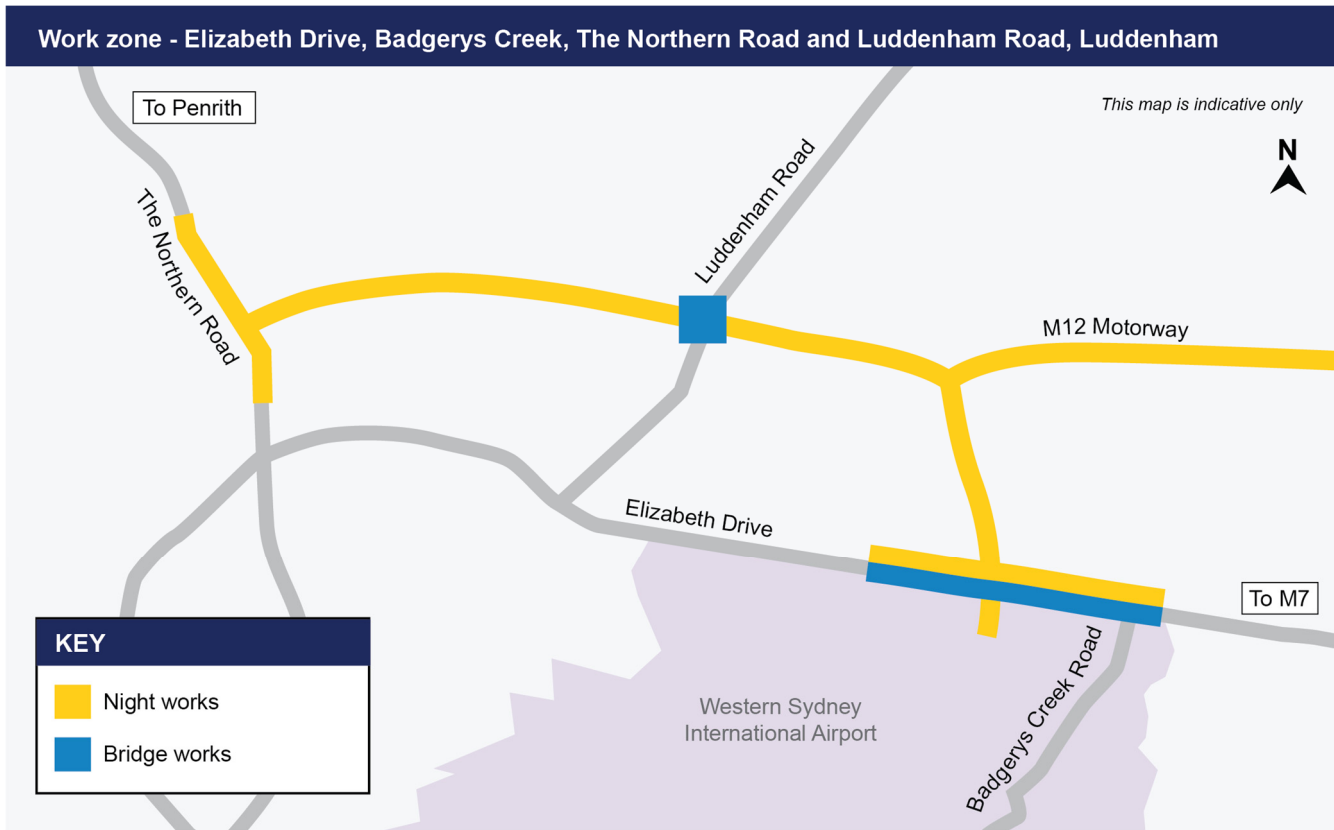 Work zone - Elizabeth Drive, Badgerys Creek, The Northern Road and Luddenham Road, Luddenham
To Penrith
This map is indicative only
N
The Northern Road
Luddenham Road
M12 Motorway
Elizabeth Drive
To M7
KEY
Night works
Bridge works
Western Sydney
International Airport
Badgerys Creek Road